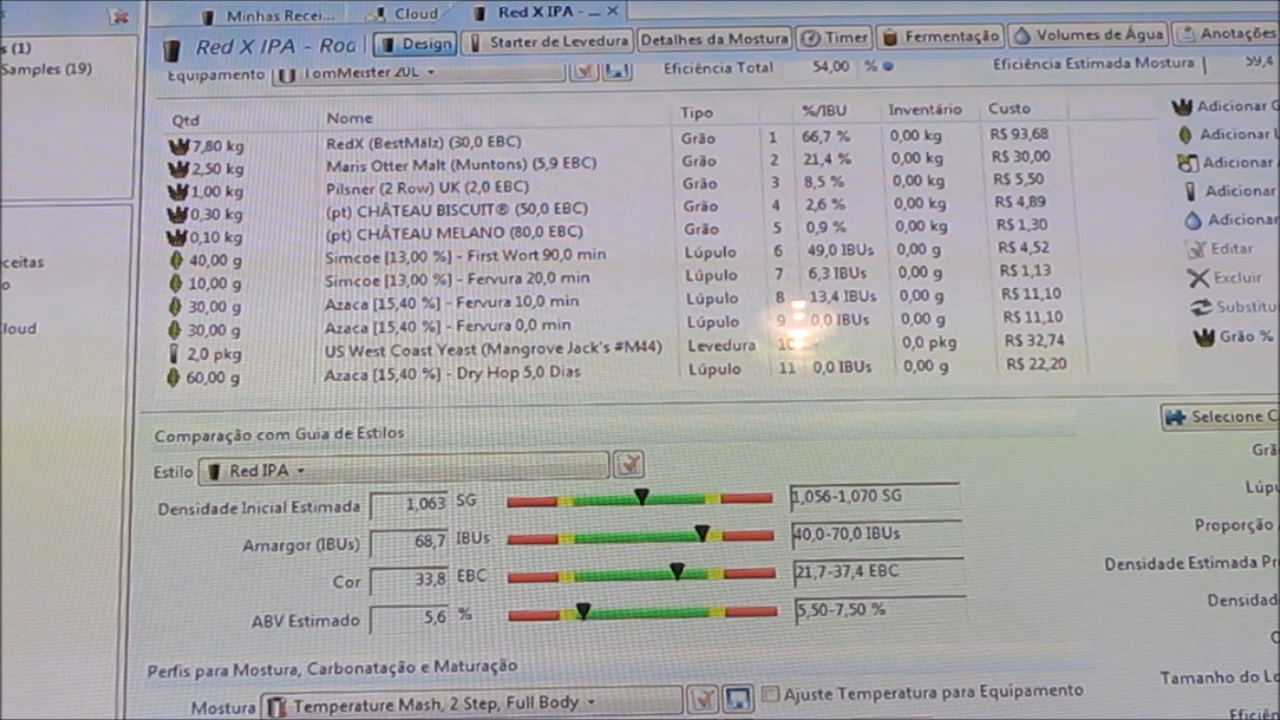 Minhas Recei... Cloud Red X IPA - ...
s (1)
Red X IPA - Roc Design Starter de Levedura Detalhes da Mostura Timer Fermentação Volumes de Água Anotações
Samples (19)
Equipamento TomMeister 20L Eficiência Total 54,00 % Eficiência Estimada Mostura 59,4
Qtd Nome Tipo %/IBU Inventário Custo Adicionar G
7,80 kg RedX (BestMälz) (30,0 EBC) Grão 1 66,7 % 0,00 kg R$ 93,68 Adicionar
2,50 kg Maris Otter Malt (Muntons) (5,9 EBC) Grão 2 21,4 % 0,00 kg R$ 30,00 Adicionar
1,00 kg Pilsner (2 Row) UK (2,0 EBC) Grão 3 8,5 % 0,00 kg R$ 5,50 Adicionar
0,30 kg (pt) CHÂTEAU BISCUIT® (50,0 EBC) Grão 4 2,6 % 0,00 kg R$ 4,89 Adicionar
0,10 kg (pt) CHÂTEAU MELANO (80,0 EBC) Grão 5 0,9 % 0,00 kg R$ 1,30
ceitas 40,00 g Simcoe [13,00 %] - First Wort 90,0 min Lúpulo 6 49,0 IBUs 0,00 g R$ 4,52 Editar
o 10,00 g Simcoe [13,00 %] - Fervura 20,0 min Lúpulo 7 6,3 IBUs 0,00 g R$ 1,13 Excluir
30,00 g Azaca [15,40 %] - Fervura 10,0 min Lúpulo 8 13,4 IBUs 0,00 g R$ 11,10 Substitu
loud 30,00 g Azaca [15,40 %] - Fervura 0,0 min Lúpulo 9 0,0 IBUs 0,00 g R$ 11,10 Grão %
2,0 pkg US West Coast Yeast (Mangrove Jack's #M44) Levedura 10 - 0,0 pkg R$ 32,74
60,00 g Azaca [15,40 %] - Dry Hop 5,0 Dias Lúpulo 11 0,0 IBUs 0,00 g R$ 22,20
Comparação com Guia de Estilos Selecione C
Estilo Red IPA Grã
Densidade Inicial Estimada 1,063 SG 1,056-1,070 SG Lúpu
Amargor (IBUs) 68,7 IBUs 40,0-70,0 IBUs Proporção
Cor 33,8 EBC 21,7-37,4 EBC Densidade Estimada Pr
ABV Estimado 5,6 % 5,50-7,50 % Densidad
Perfis para Mostura, Carbonatação e Maturação
Mostura Temperature Mash, 2 Step, Full Body Ajuste Temperatura para Equipamento Tamanho do Lo